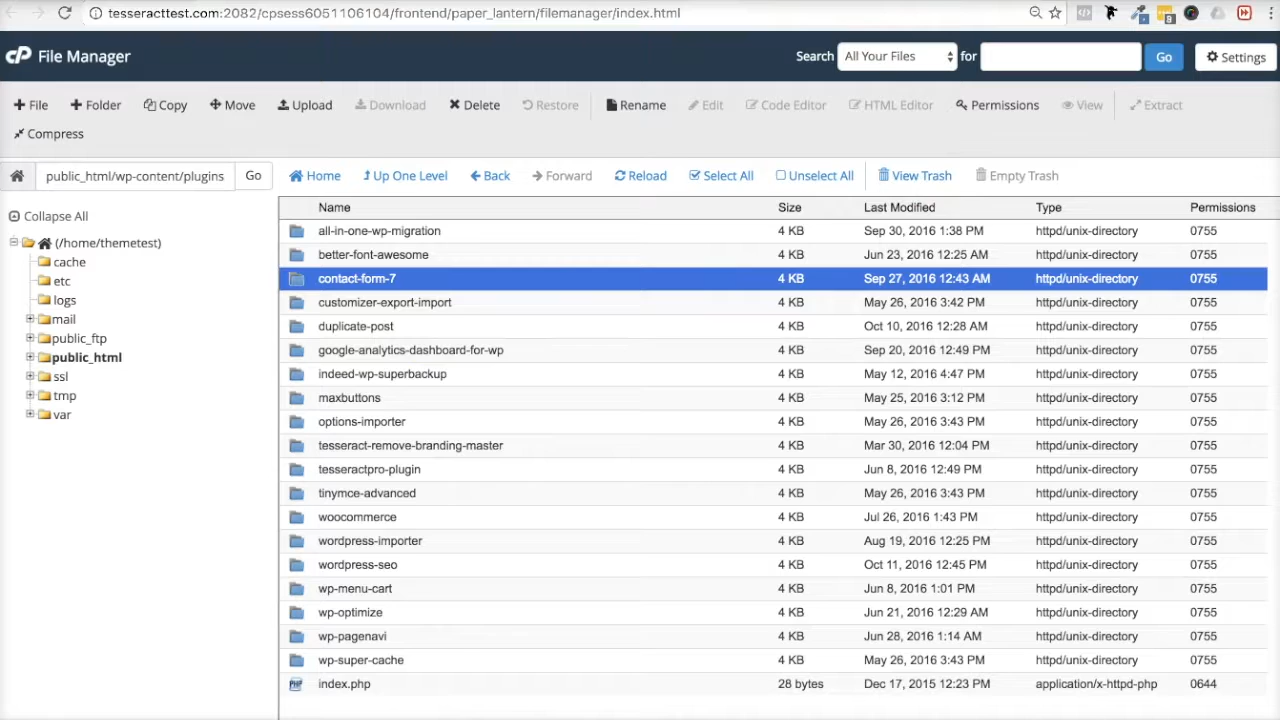 tesseracttest.com:2082/cpsess6051106104/frontend/paper_lantern/filemanager/index.html
cP File Manager Search All Your Files for Go Settings
File Folder Copy Move Upload Download Delete Restore Rename Edit Code Editor HTML Editor Permissions View Extract
Compress
public_html/wp-content/plugins Go Home Up One Level Back Forward Reload Select All Unselect All View Trash Empty Trash
Collapse All
(/home/themetest)
cache
etc
logs
mail
public_ftp
public_html
ssl
tmp
var
Name Size Last Modified Type Permissions
all-in-one-wp-migration 4 KB Sep 30, 2016 1:38 PM httpd/unix-directory 0755
better-font-awesome 4 KB Jun 23, 2016 12:25 AM httpd/unix-directory 0755
contact-form-7 4 KB Sep 27, 2016 12:43 AM httpd/unix-directory 0755
customizer-export-import 4 KB May 26, 2016 3:42 PM httpd/unix-directory 0755
duplicate-post 4 KB Oct 10, 2016 12:28 AM httpd/unix-directory 0755
google-analytics-dashboard-for-wp 4 KB Sep 20, 2016 12:49 PM httpd/unix-directory 0755
indeed-wp-superbackup 4 KB May 12, 2016 4:47 PM httpd/unix-directory 0755
maxbuttons 4 KB May 25, 2016 3:12 PM httpd/unix-directory 0755
options-importer 4 KB May 26, 2016 3:43 PM httpd/unix-directory 0755
tesseract-remove-branding-master 4 KB Mar 30, 2016 12:04 PM httpd/unix-directory 0755
tesseractpro-plugin 4 KB Jun 8, 2016 12:49 PM httpd/unix-directory 0755
tinymce-advanced 4 KB May 26, 2016 3:43 PM httpd/unix-directory 0755
woocommerce 4 KB Jul 26, 2016 1:43 PM httpd/unix-directory 0755
wordpress-importer 4 KB Aug 19, 2016 12:25 PM httpd/unix-directory 0755
wordpress-seo 4 KB Oct 11, 2016 12:45 PM httpd/unix-directory 0755
wp-menu-cart 4 KB Jun 8, 2016 1:01 PM httpd/unix-directory 0755
wp-optimize 4 KB Jun 21, 2016 12:29 AM httpd/unix-directory 0755
wp-pagenavi 4 KB Jun 28, 2016 1:14 AM httpd/unix-directory 0755
wp-super-cache 4 KB May 26, 2016 3:43 PM httpd/unix-directory 0755
PHP index.php 28 bytes Dec 17, 2015 12:23 PM application/x-httpd-php 0644